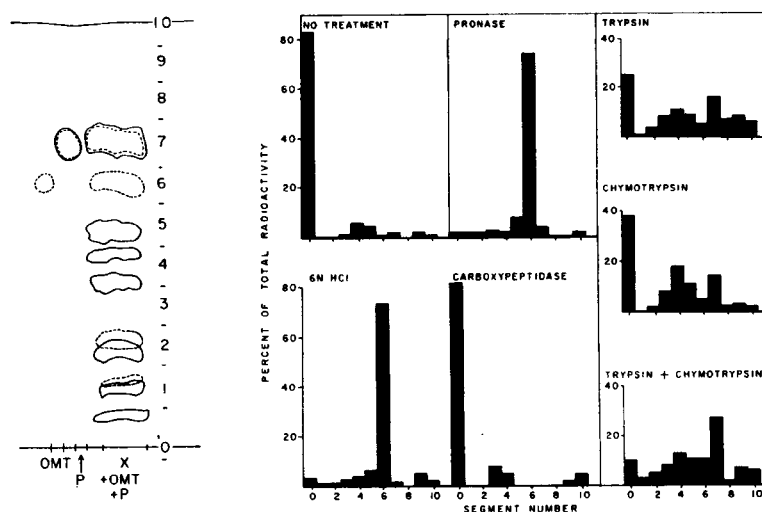 10
9
8
7
6
5
4
3
2
1
0
OMT P X
+OMT
+P
PERCENT OF TOTAL RADIOACTIVITY
NO TREATMENT
PRONASE
80
60
40
20
6N HCl
CARBOXYPEPTIDASE
80
60
40
20
0 2 4 6 8 10 0 2 4 6 8 10
TRYPSIN
40
20
CHYMOTRYPSIN
40
20
TRYPSIN + CHYMOTRYPSIN
40
20
0 2 4 6 8 10
SEGMENT NUMBER